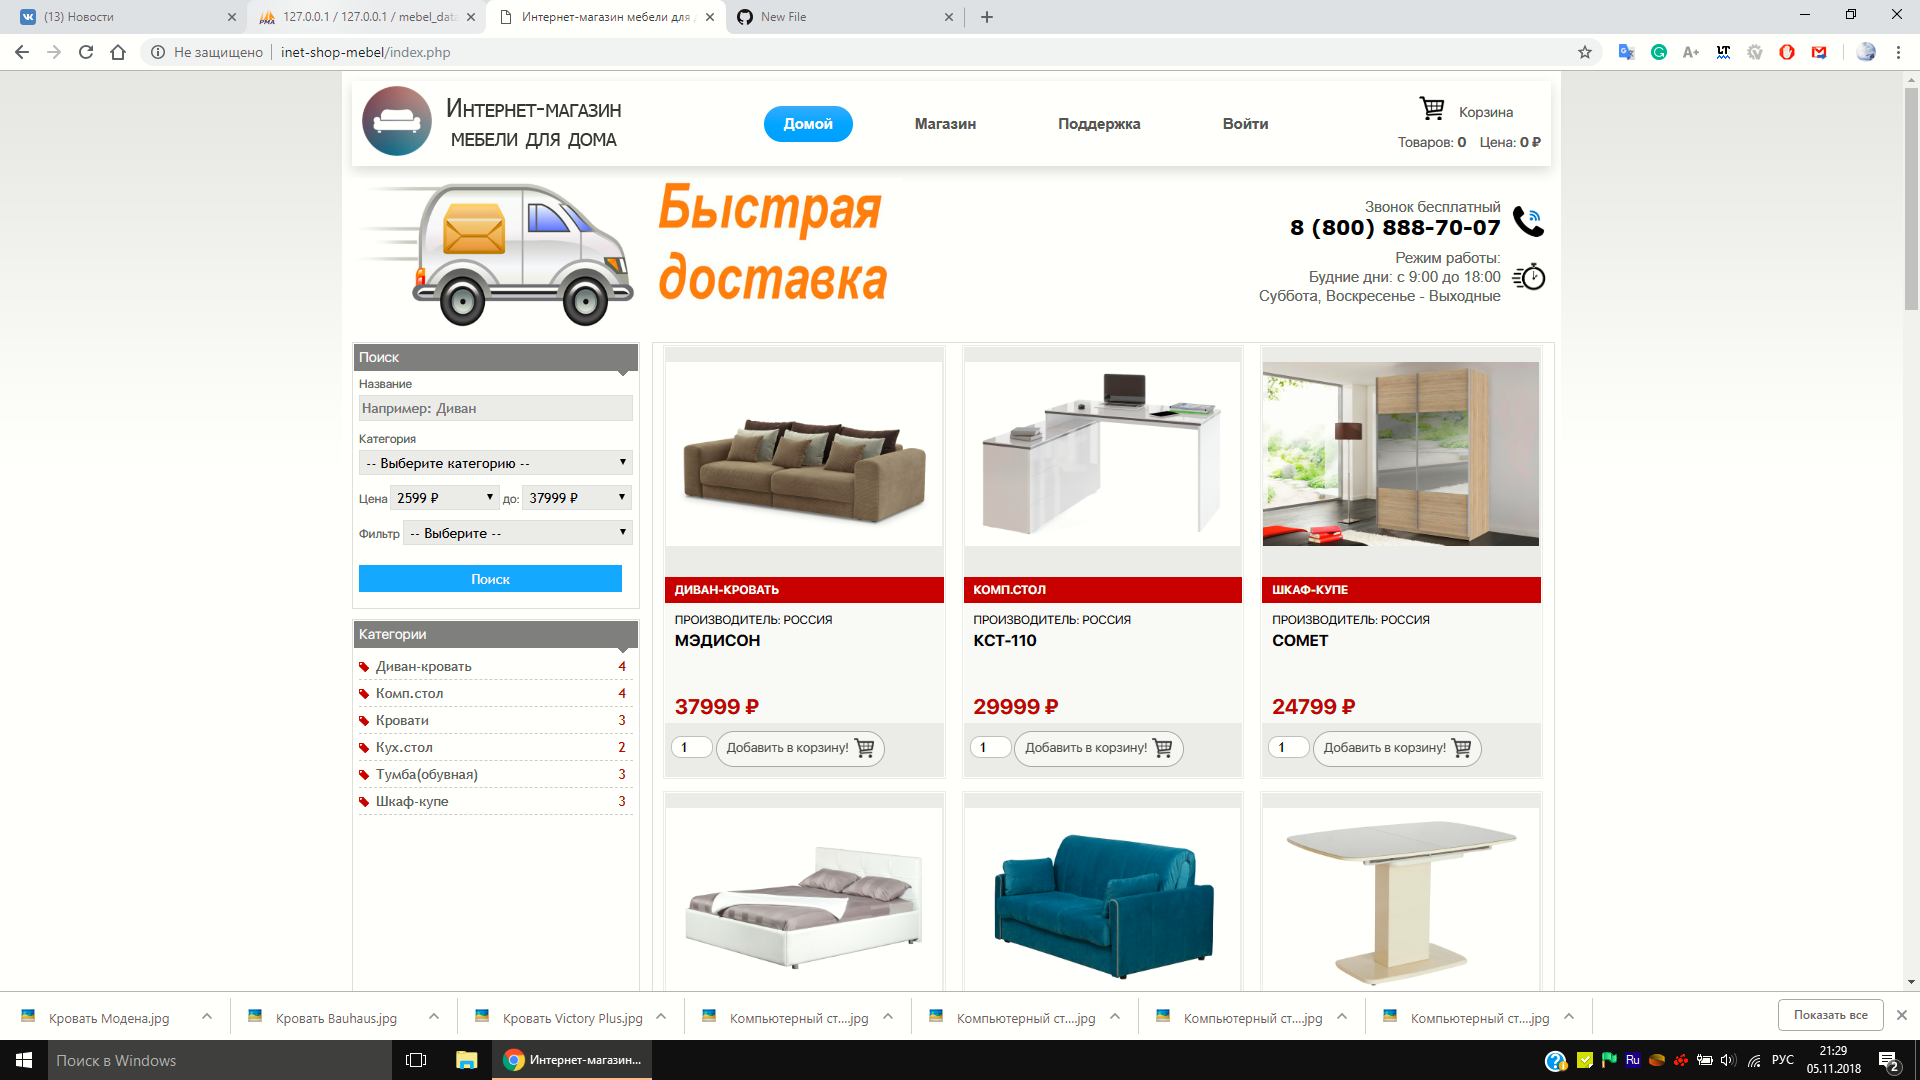 (13) Новости
127.0.0.1 / 127.0.0.1 / mebel_data
Интернет-магазин мебели для д
New File
Не защищено
inet-shop-mebel/index.php
Интернет-магазин
мебели для дома
Домой
Магазин
Поддержка
Войти
Корзина
Товаров: 0 Цена: 0 ₽
Быстрая
доставка
Звонок бесплатный
8 (800) 888-70-07
Режим работы:
Будние дни: с 9:00 до 18:00
Суббота, Воскресенье - Выходные
Поиск
Название
Например: Диван
Категория
-- Выберите категорию --
Цена 2599 ₽ до: 37999 ₽
Фильтр -- Выберите --
Поиск
Категории
Диван-кровать 4
Комп.стол 4
Кровати 3
Кух.стол 2
Тумба(обувная) 3
Шкаф-купе 3
ДИВАН-КРОВАТЬ
ПРОИЗВОДИТЕЛЬ: РОССИЯ
МЭДИСОН
37999 ₽
1 Добавить в корзину!
КОМП.СТОЛ
ПРОИЗВОДИТЕЛЬ: РОССИЯ
КСТ-110
29999 ₽
1 Добавить в корзину!
ШКАФ-КУПЕ
ПРОИЗВОДИТЕЛЬ: РОССИЯ
СОМЕТ
24799 ₽
1 Добавить в корзину!
Кровать Модена.jpg
Кровать Bauhaus.jpg
Кровать Victory Plus.jpg
Компьютерный ст....jpg
Компьютерный ст....jpg
Компьютерный ст....jpg
Компьютерный ст....jpg
Показать все
Поиск в Windows
Интернет-магазин...
Ru
РУС
21:29
05.11.2018
2